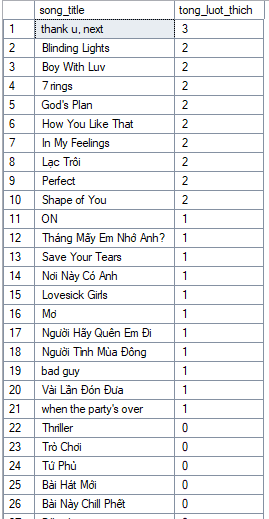 song_title tong_luot_thich
1 thank u, next 3
2 Blinding Lights 2
3 Boy With Luv 2
4 7 rings 2
5 God's Plan 2
6 How You Like That 2
7 In My Feelings 2
8 Lạc Trôi 2
9 Perfect 2
10 Shape of You 2
11 ON 1
12 Tháng Mấy Em Nhớ Anh? 1
13 Save Your Tears 1
14 Nơi Này Có Anh 1
15 Lovesick Girls 1
16 Mơ 1
17 Người Hãy Quên Em Đi 1
18 Người Tình Mùa Đông 1
19 bad guy 1
20 Vài Lần Đón Đưa 1
21 when the party's over 1
22 Thriller 0
23 Trò Chơi 0
24 Tứ Phủ 0
25 Bài Hát Mới 0
26 Bài Này Chill Phết 0